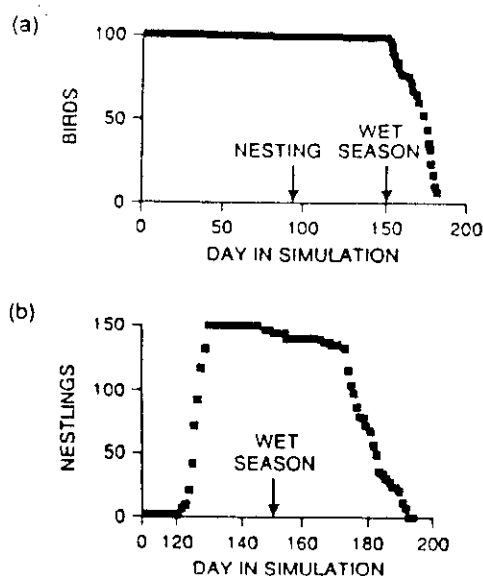 (a)
100
50
0
BIRDS
NESTING
WET
SEASON
0 50 100 150 200
DAY IN SIMULATION
(b)
150
100
50
0
NESTLINGS
WET
SEASON
0 120 140 160 180 200
DAY IN SIMULATION